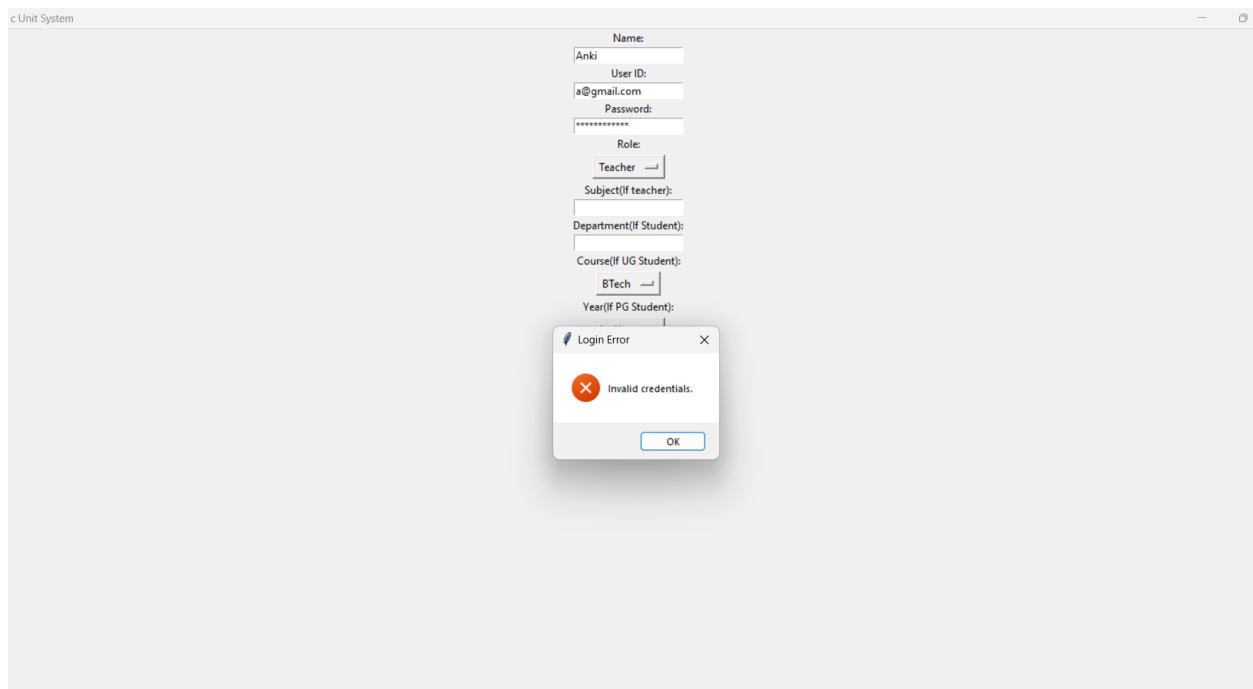 c Unit System
Name:
Anki
User ID:
a@gmail.com
Password:
************
Role:
Teacher
Subject(If teacher):
Department(If Student):
Course(If UG Student):
BTech
Year(If PG Student):
Login Error
Invalid credentials.
OK